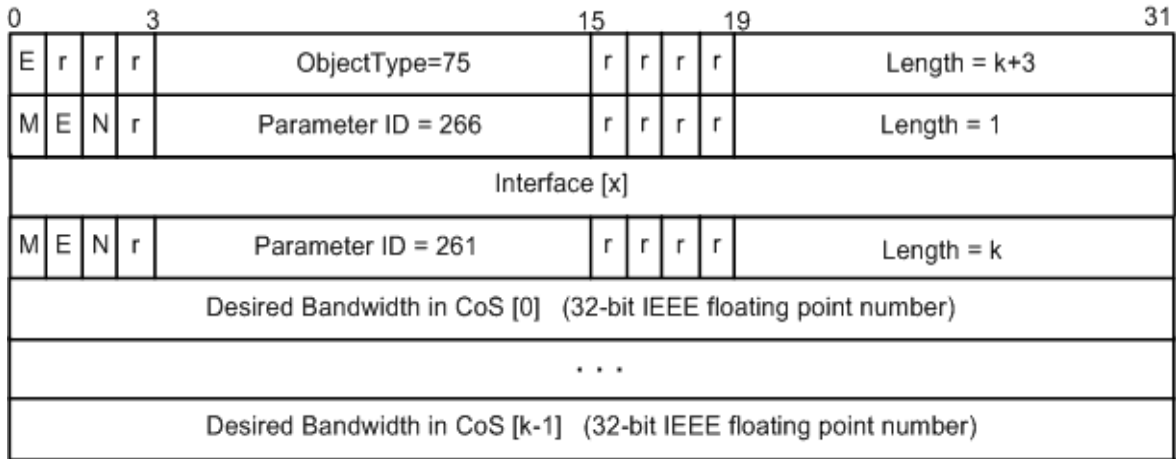 0 3 15 19 31
E r r r ObjectType=75 r r r r Length = k+3
M E N r Parameter ID = 266 r r r r Length = 1
Interface [x]
M E N r Parameter ID = 261 r r r r Length = k
Desired Bandwidth in CoS [0] (32-bit IEEE floating point number)
. . .
Desired Bandwidth in CoS [k-1] (32-bit IEEE floating point number)